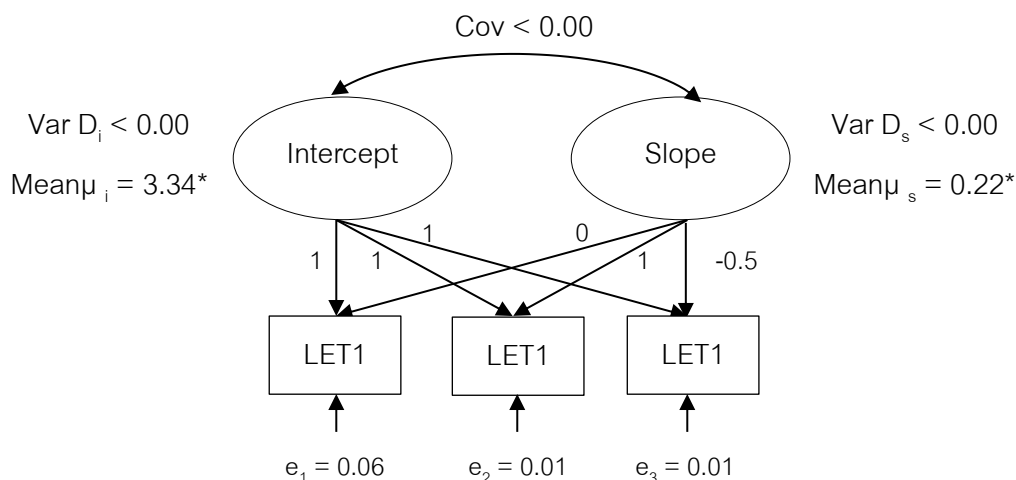 Cov < 0.00
Var Dᵢ < 0.00
Meanμ ᵢ = 3.34*
Intercept
Slope
Var Dₛ < 0.00
Meanμ ₛ = 0.22*
1
1
1
0
1
-0.5
LET1
LET1
LET1
e₁ = 0.06
e₂ = 0.01
e₃ = 0.01